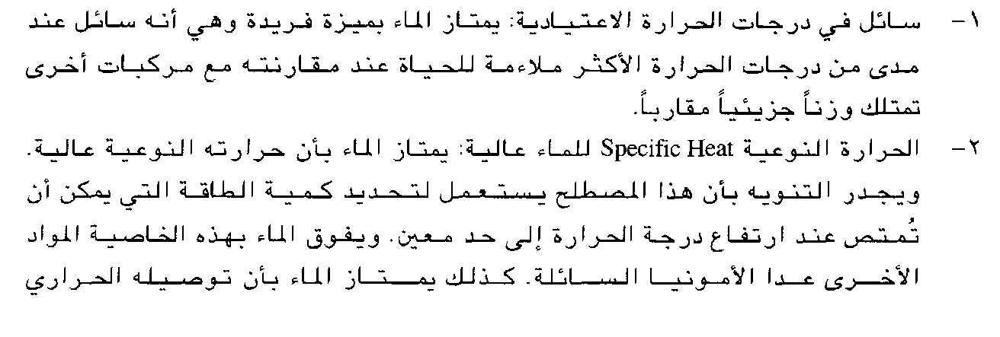 ١- سائل في درجات الحرارة الاعتيادية: يمتاز الماء بميزة فريدة وهي أنه سائل عند
مدى من درجات الحرارة الأكثر ملاءمة للحياة عند مقارنته مع مركبات أخرى
تمتلك وزناً جزيئياً مقارباً.
٢- الحرارة النوعية Specific Heat للماء عالية: يمتاز الماء بأن حرارته النوعية عالية.
ويجدر التنويه بأن هذا المصطلح يستعمل لتحديد كمية الطاقة التي يمكن أن
تُمتص عند ارتفاع درجة الحرارة إلى حد معين. ويفوق الماء بهذه الخاصية المواد
الأخرى عدا الأمونيا السائلة. كذلك يمتاز الماء بأن توصيله الحراري